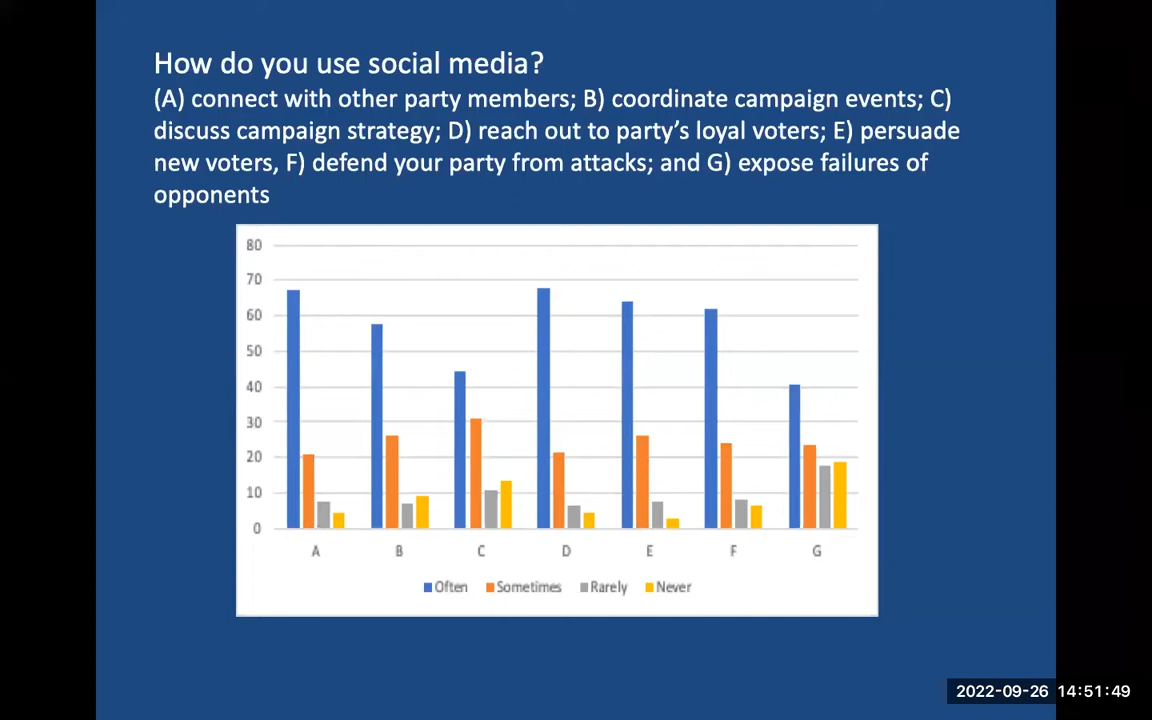 How do you use social media?
(A) connect with other party members; B) coordinate campaign events; C)
discuss campaign strategy; D) reach out to party’s loyal voters; E) persuade
new voters, F) defend your party from attacks; and G) expose failures of
opponents
80
70
60
50
40
30
20
10
0
A B C D E F G
Often Sometimes Rarely Never
2022-09-26 14:51:49